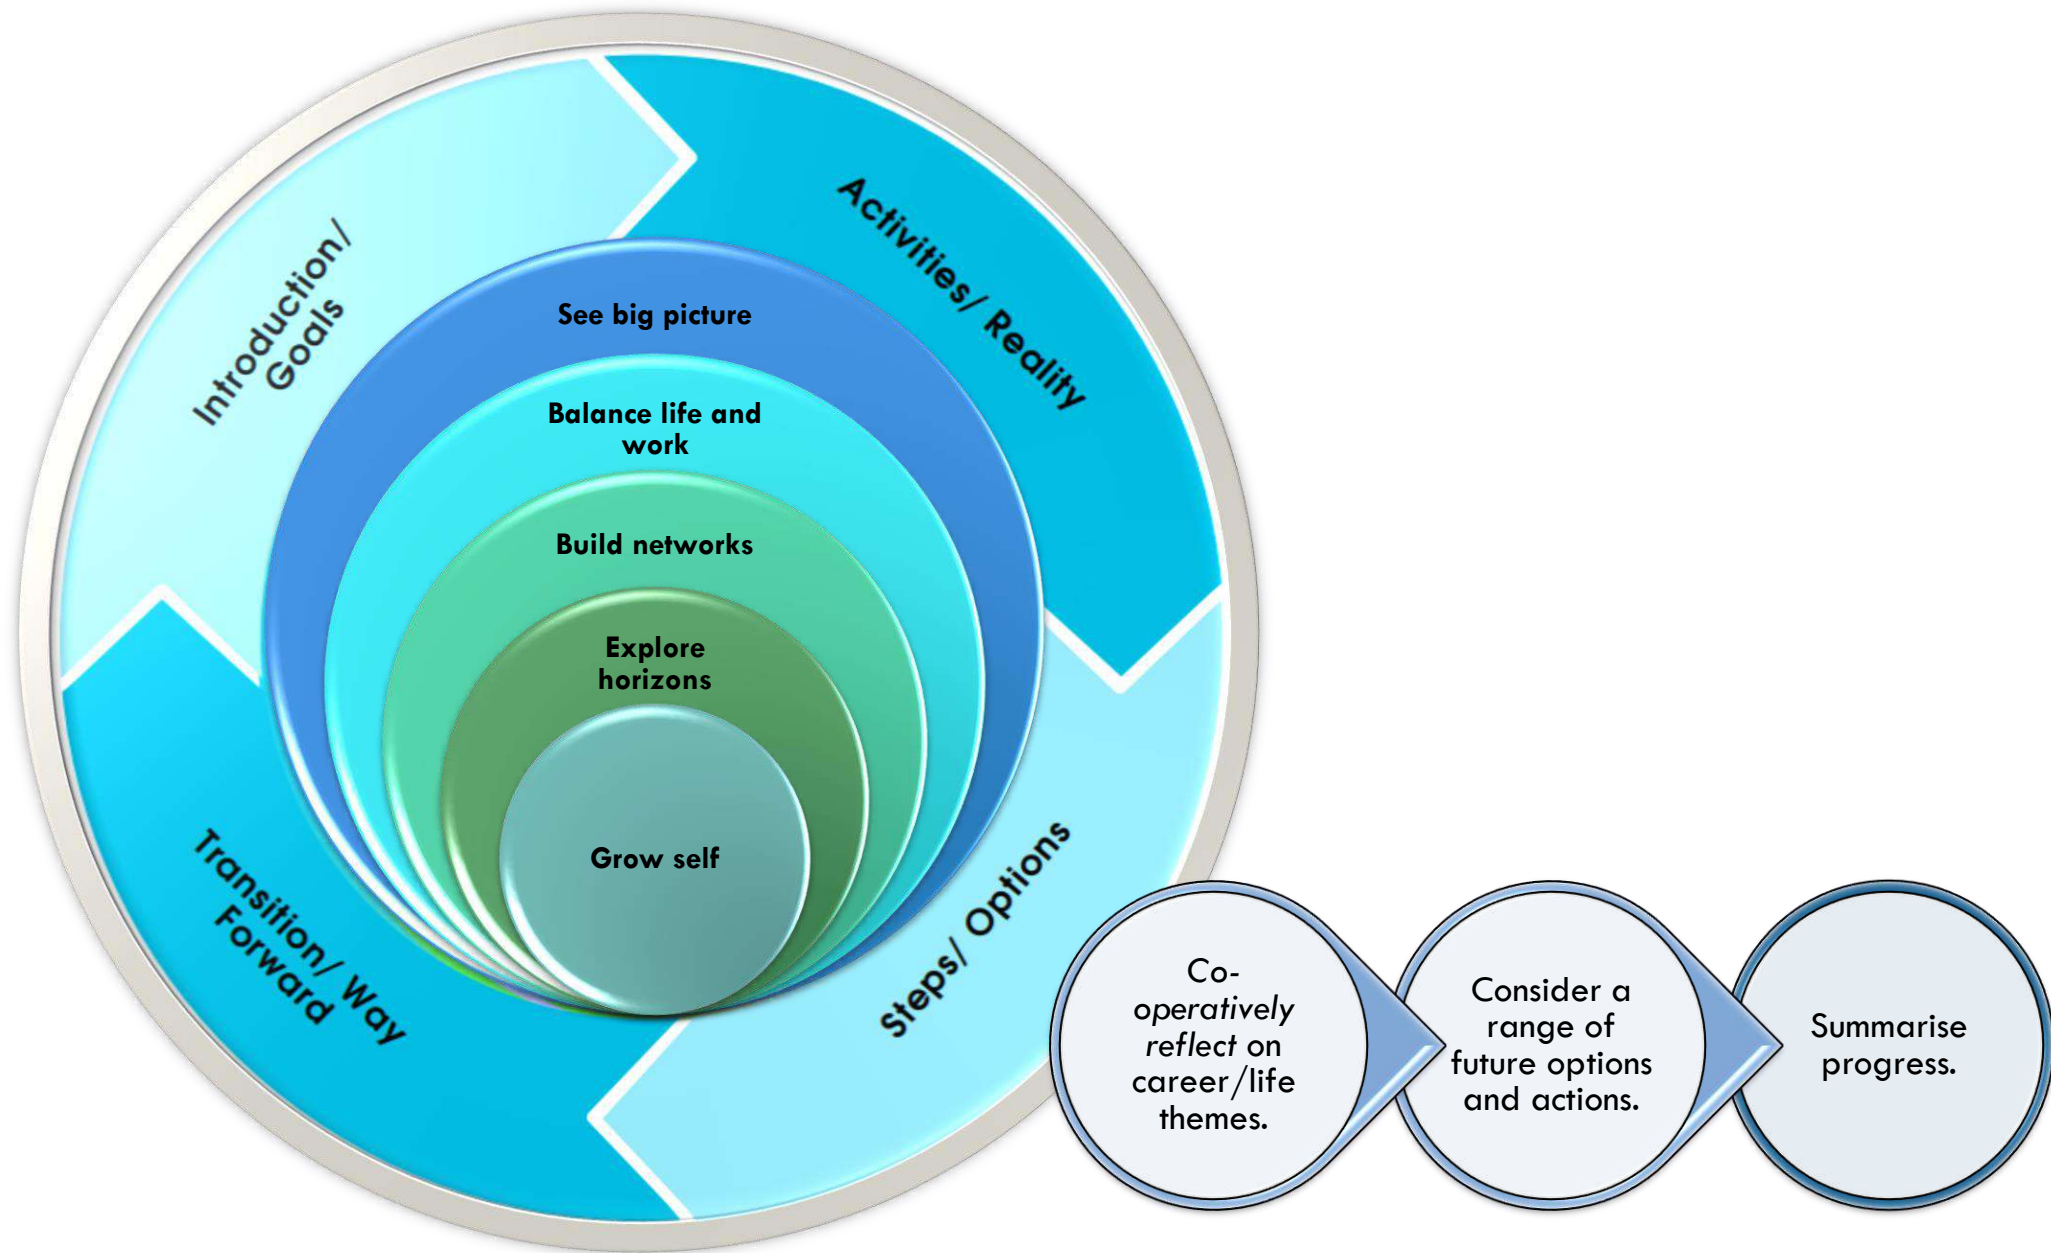 Introduction/
Goals
Activities/ Reality
See big picture
Balance life and
work
Build networks
Explore
horizons
Grow self
Transition/ Way
Forward
Steps/ Options
Co-
operatively
reflect on
career/life
themes.
Consider a
range of
future options
and actions.
Summarise
progress.